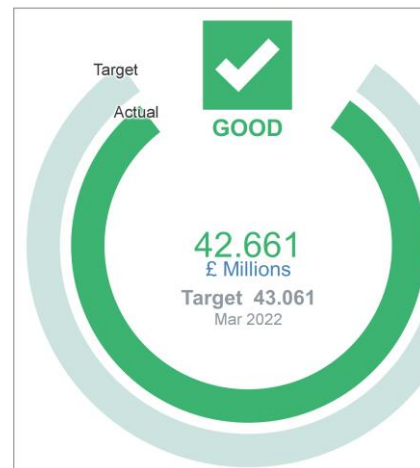 Target
Actual
GOOD
42.661
£ Millions
Target 43.061
Mar 2022